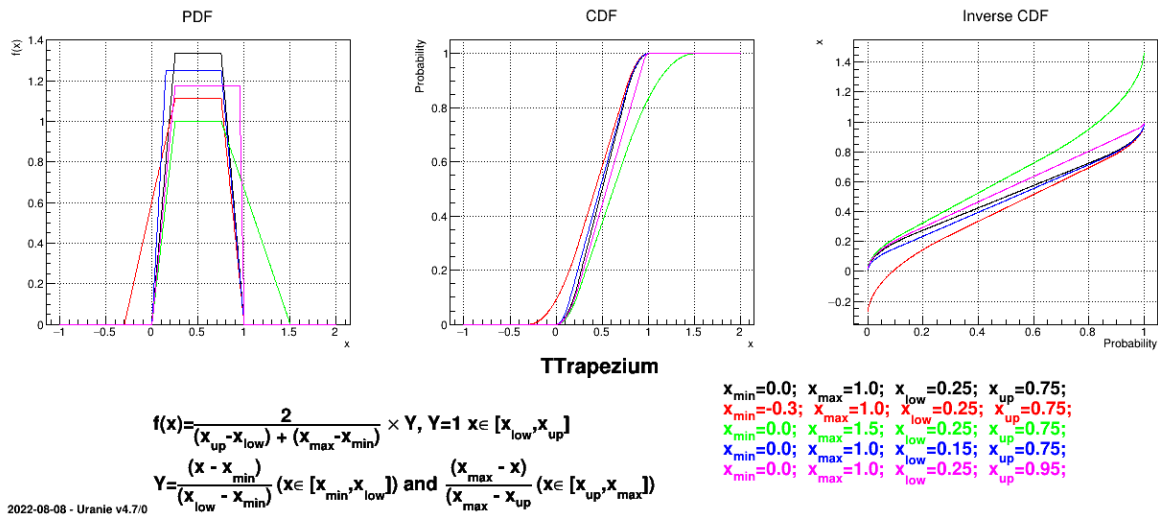 PDF
CDF
Inverse CDF
f(x)
1.4
1.2
1
0.8
0.6
0.4
0.2
0
−1 −0.5 0 0.5 1 1.5 2
x
Probability
1
0.8
0.6
0.4
0.2
0
−1 −0.5 0 0.5 1 1.5 2
x
x
1.4
1.2
1
0.8
0.6
0.4
0.2
0
−0.2
0 0.2 0.4 0.6 0.8 1
Probability
TTrapezium
f(x)=2/((x_up-x_low) + (x_max-x_min)) × Y, Y=1 x∈ [x_low,x_up]
Y=(x - x_min)/(x_low - x_min) (x∈ [x_min,x_low]) and (x_max - x)/(x_max - x_up (x∈ [x_up,x_max])
x_min=0.0; x_max=1.0; x_low=0.25; x_up=0.75;
x_min=-0.3; x_max=1.0; x_low=0.25; x_up=0.75;
x_min=0.0; x_max=1.5; x_low=0.25; x_up=0.75;
x_min=0.0; x_max=1.0; x_low=0.15; x_up=0.75;
x_min=0.0; x_max=1.0; x_low=0.25; x_up=0.95;
2022-08-08 - Uranie v4.7/0